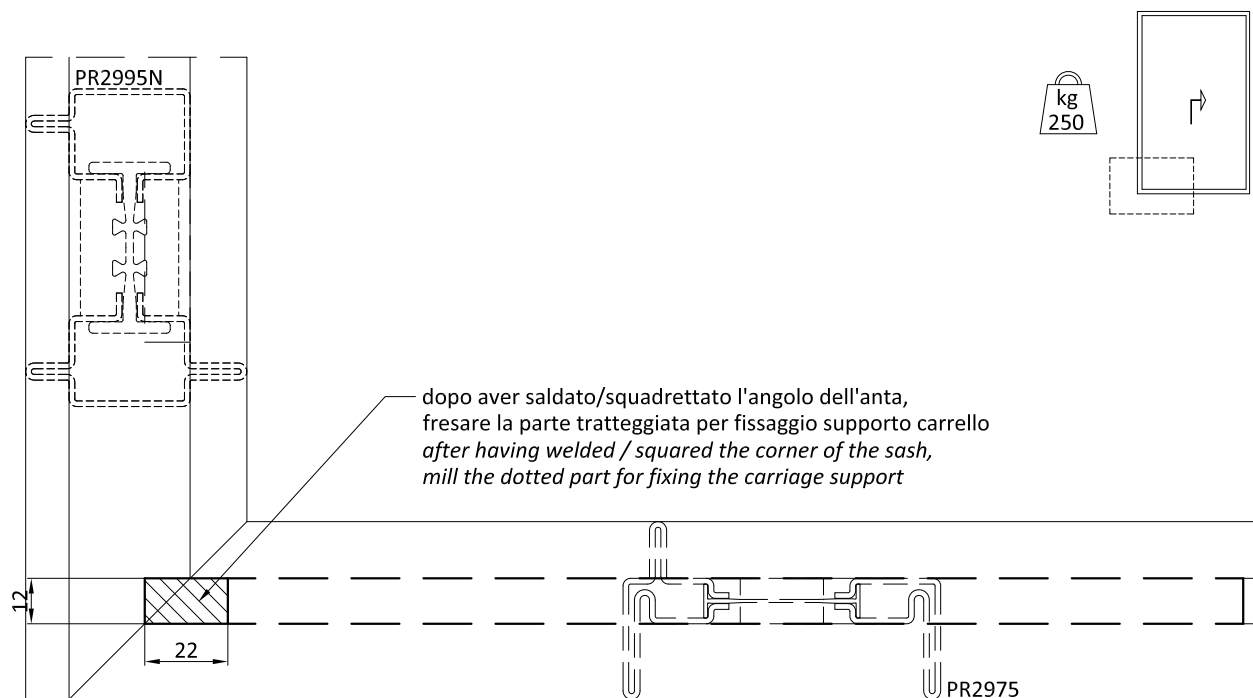 PR2995N
kg
250
dopo aver saldato/squadrettato l'angolo dell'anta,
fresare la parte tratteggiata per fissaggio supporto carrello
after having welded / squared the corner of the sash,
mill the dotted part for fixing the carriage support
12
22
PR2975